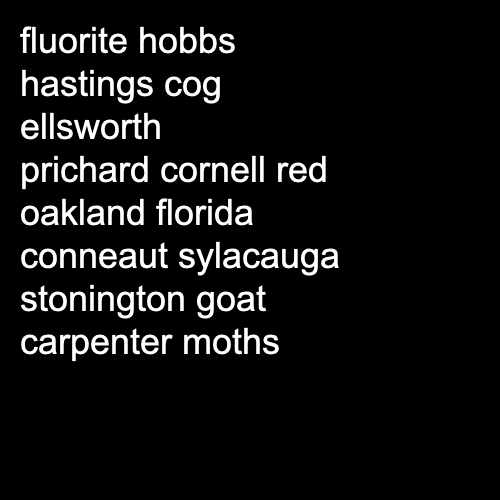 fluorite hobbs
hastings cog
ellsworth
prichard cornell red
oakland florida
conneaut sylacauga
stonington goat
carpenter moths